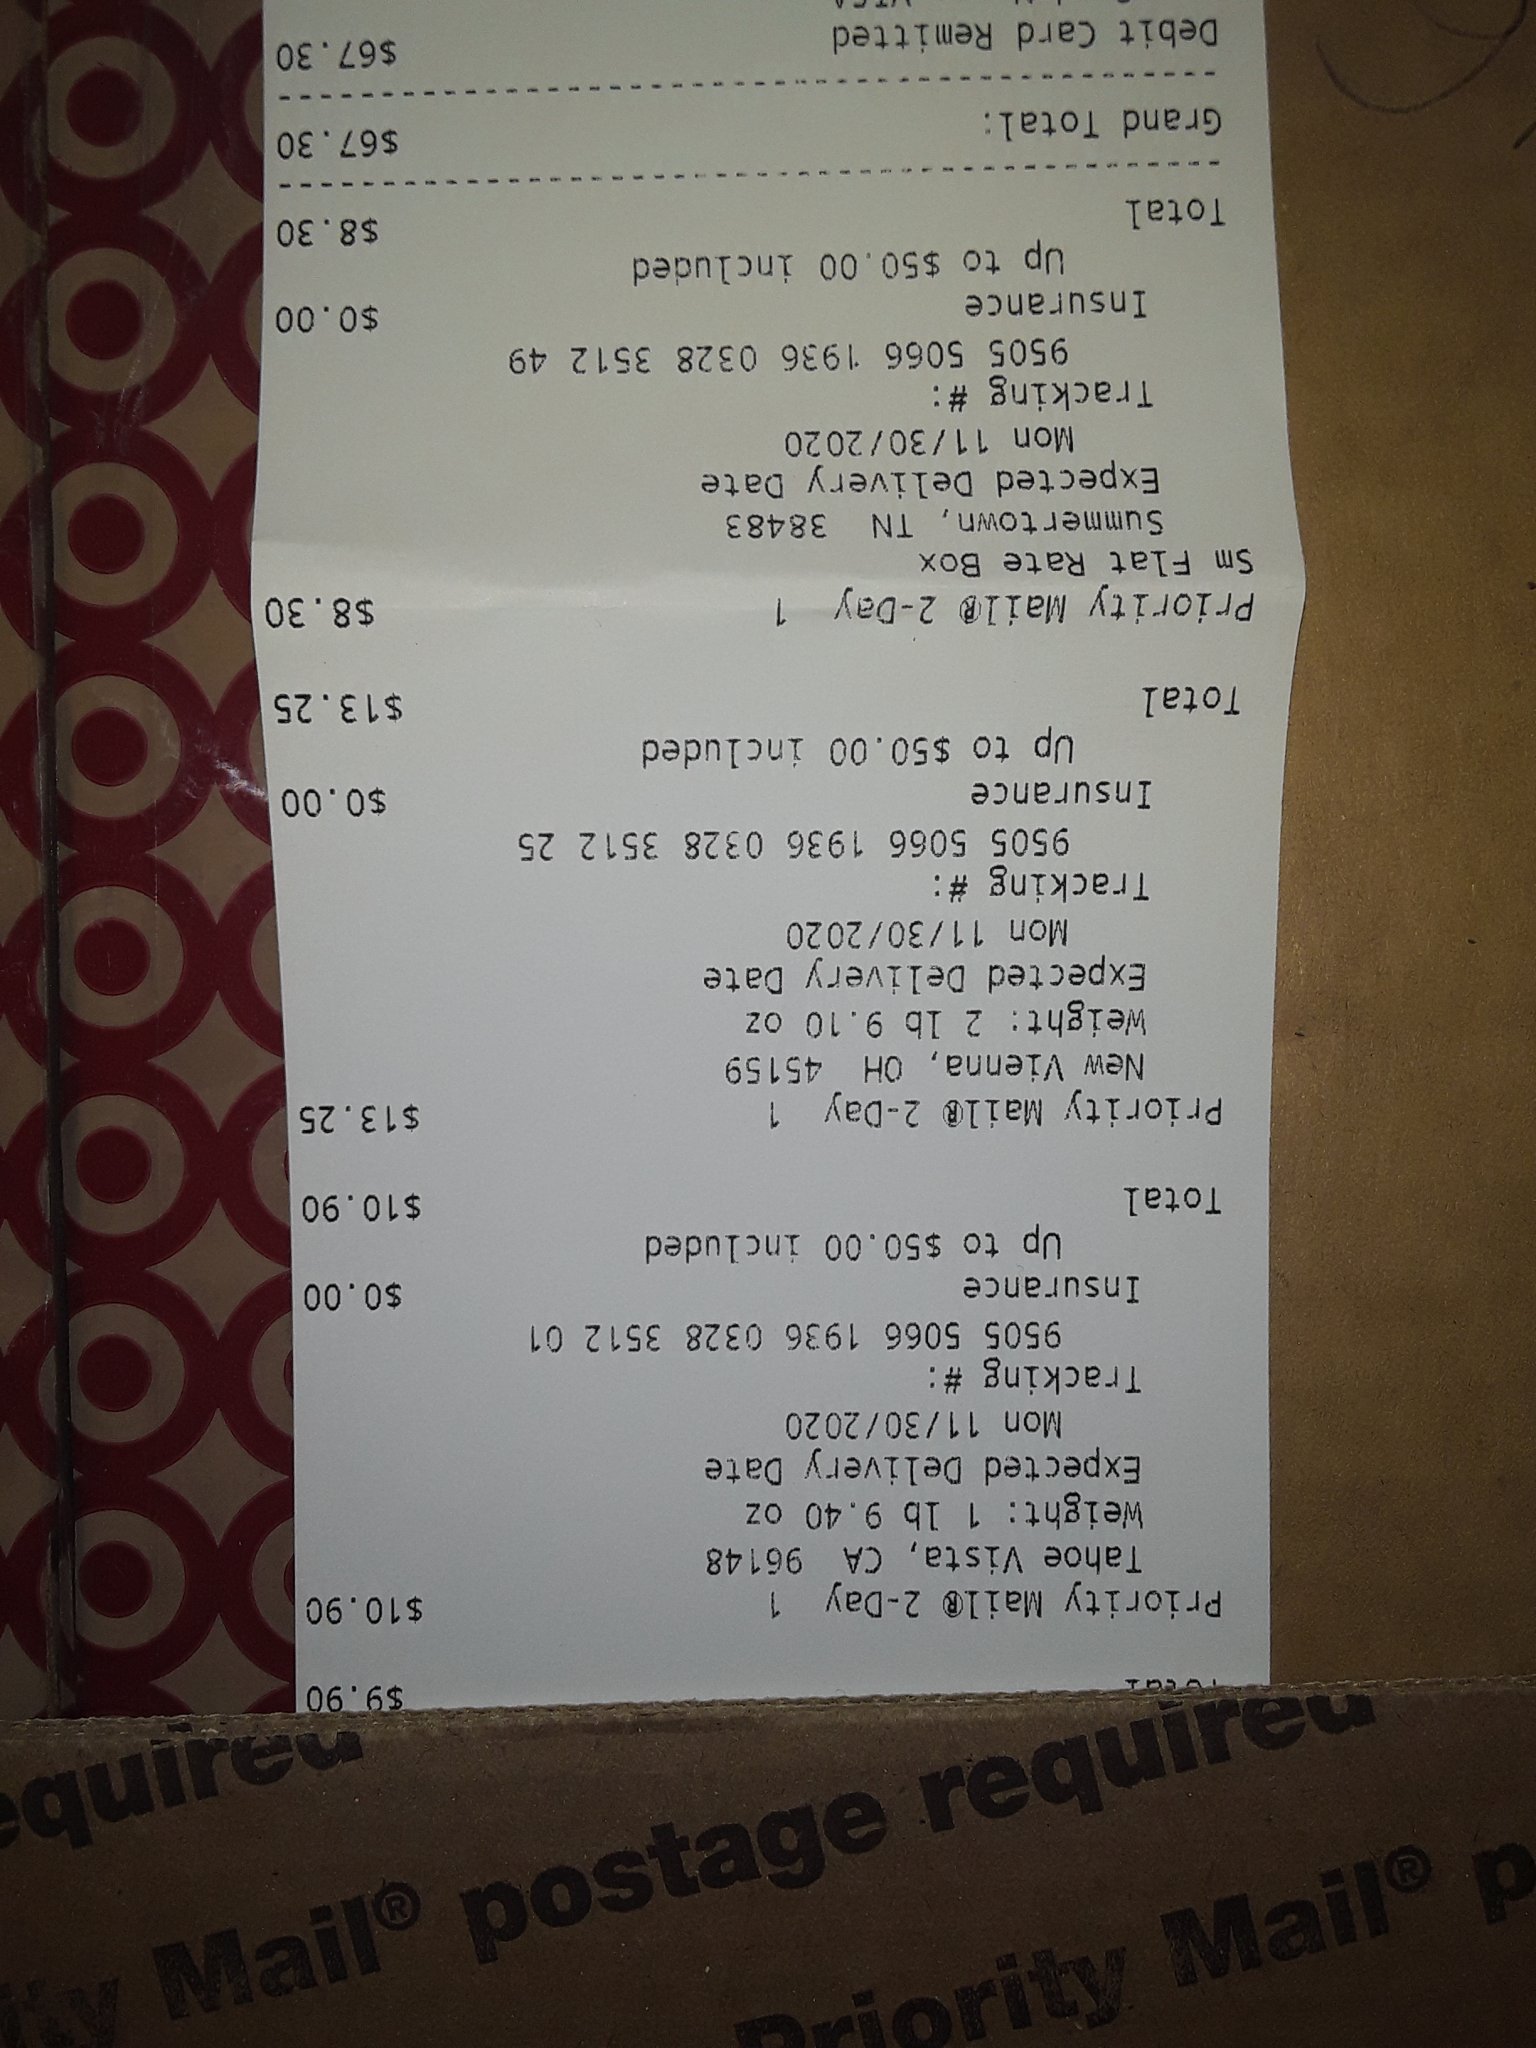 Total $9.90
Priority Mail® 2-Day 1 $10.90
Tahoe Vista, CA 96148
Weight: 1 lb 9.40 oz
Expected Delivery Date
Mon 11/30/2020
Tracking #:
9505 5066 1936 0328 3512 01
Insurance $0.00
Up to $50.00 included
Total $10.90
Priority Mail® 2-Day 1 $13.25
New Vienna, OH 45159
Weight: 2 lb 9.10 oz
Expected Delivery Date
Mon 11/30/2020
Tracking #:
9505 5066 1936 0328 3512 25
Insurance $0.00
Up to $50.00 included
Total $13.25
Priority Mail® 2-Day 1 $8.30
Sm Flat Rate Box
Summertown, TN 38483
Expected Delivery Date
Mon 11/30/2020
Tracking #:
9505 5066 1936 0328 3512 49
Insurance $0.00
Up to $50.00 included
Total $8.30
Grand Total: $67.30
Debit Card Remitted $67.30
required
Mail® postage required
Priority Mail® p